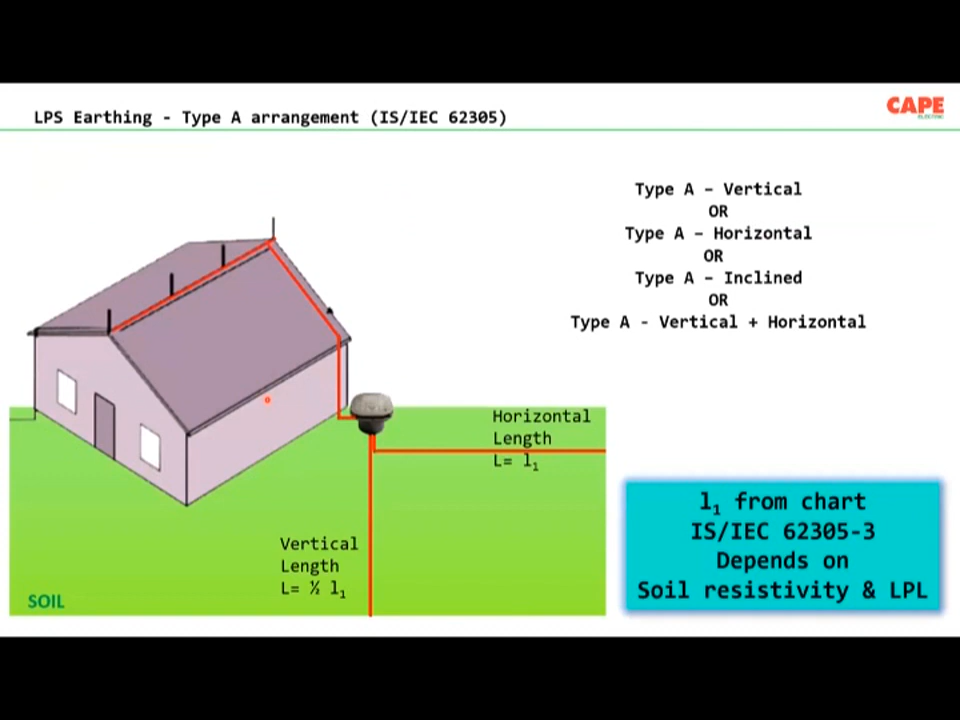 LPS Earthing - Type A arrangement (IS/IEC 62305)
CAPE
ELECTRIC
Type A – Vertical
OR
Type A – Horizontal
OR
Type A – Inclined
OR
Type A - Vertical + Horizontal
Horizontal
Length
L= l₁
Vertical
Length
L= ½ l₁
SOIL
l₁ from chart
IS/IEC 62305-3
Depends on
Soil resistivity & LPL